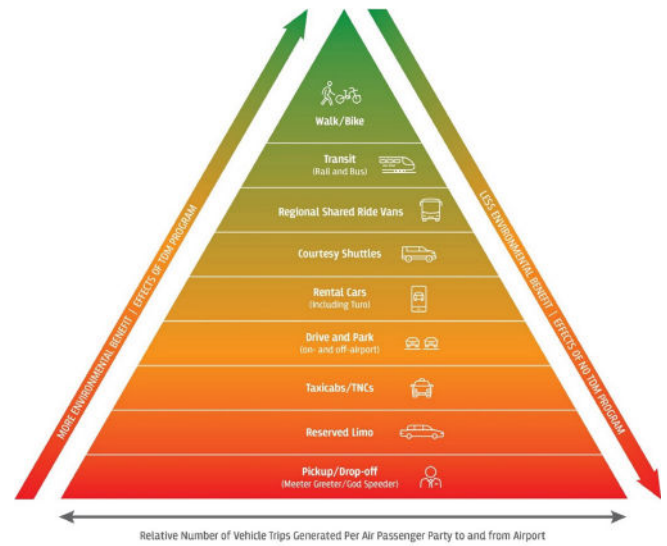 Walk/Bike
Transit
(Rail and Bus)
Regional Shared Ride Vans
Courtesy Shuttles
Rental Cars
(Including Turo)
Drive and Park
(on- and off-airport)
Taxicabs/TNCs
Reserved Limo
Pickup/Drop-off
(Meeter Greeter/God Speeder)
MORE ENVIRONMENTAL BENEFIT | EFFECTS OF TDM PROGRAM
LESS ENVIRONMENTAL BENEFIT | EFFECTS OF NO TDM PROGRAM
Relative Number of Vehicle Trips Generated Per Air Passenger Party to and from Airport